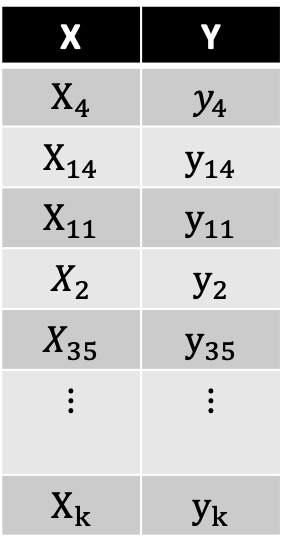 X Y
X₄ y₄
X₁₄ y₁₄
X₁₁ y₁₁
X₂ y₂
X₃₅ y₃₅
⋮ ⋮
Xₖ yₖ